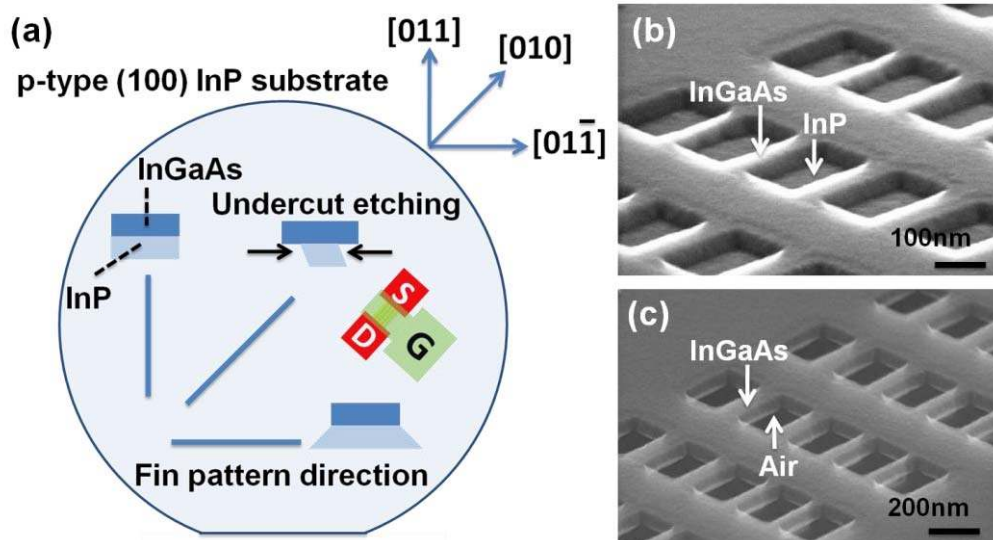 (a)
[011]
[010]
[011̄]
p-type (100) InP substrate
InGaAs
InP
Undercut etching
S
D
G
Fin pattern direction
(b)
InGaAs
InP
100nm
(c)
InGaAs
Air
200nm